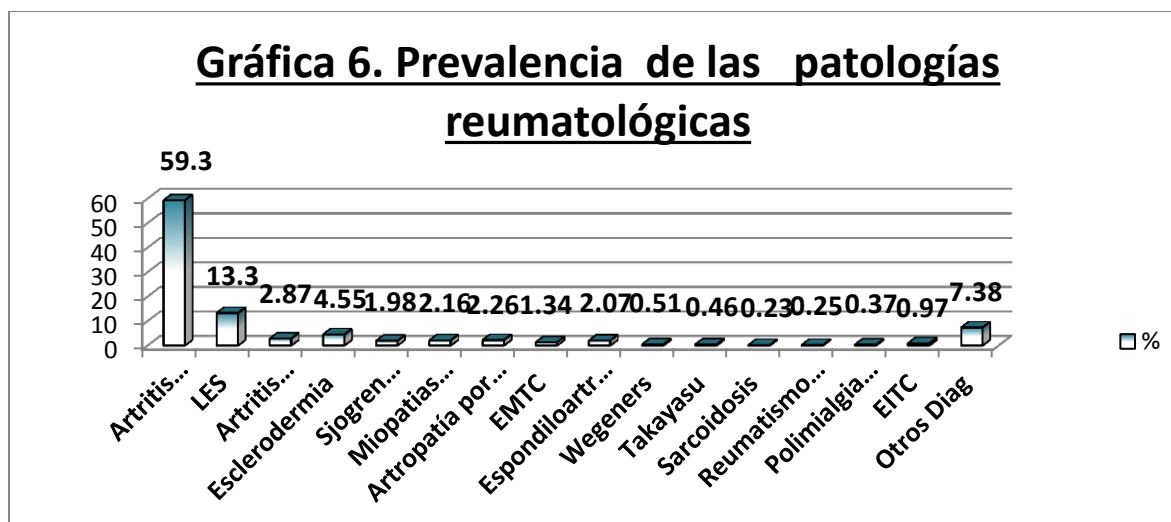 Gráfica 6. Prevalencia de las patologías
reumatológicas
59.3
13.3
2.87
4.55
1.98
2.16
2.26
1.34
2.07
0.51
0.46
0.23
0.25
0.37
0.97
7.38
60
50
40
30
20
10
0
Artritis...
LES
Artritis...
Esclerodermia
Sjogren...
Miopatias...
Artropatía por...
EMTC
Espondiloartr...
Wegeners
Takayasu
Sarcoidosis
Reumatismo...
Polimialgia...
EITC
Otros Diag
%